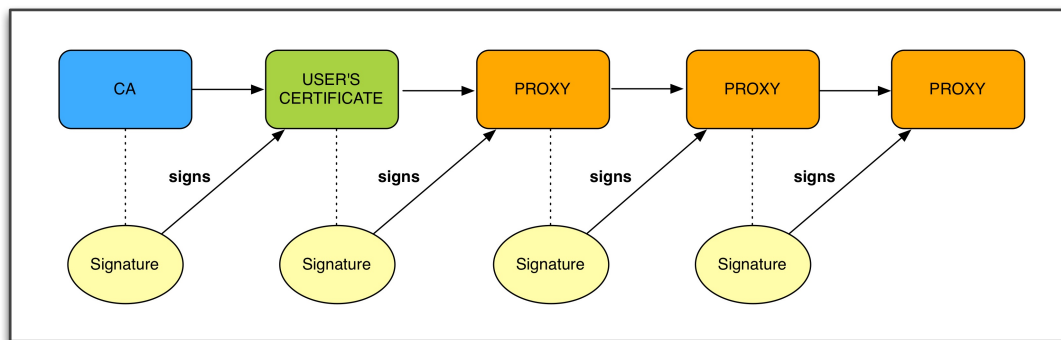 CA
USER'S
CERTIFICATE
PROXY
PROXY
PROXY
signs
signs
signs
signs
Signature
Signature
Signature
Signature